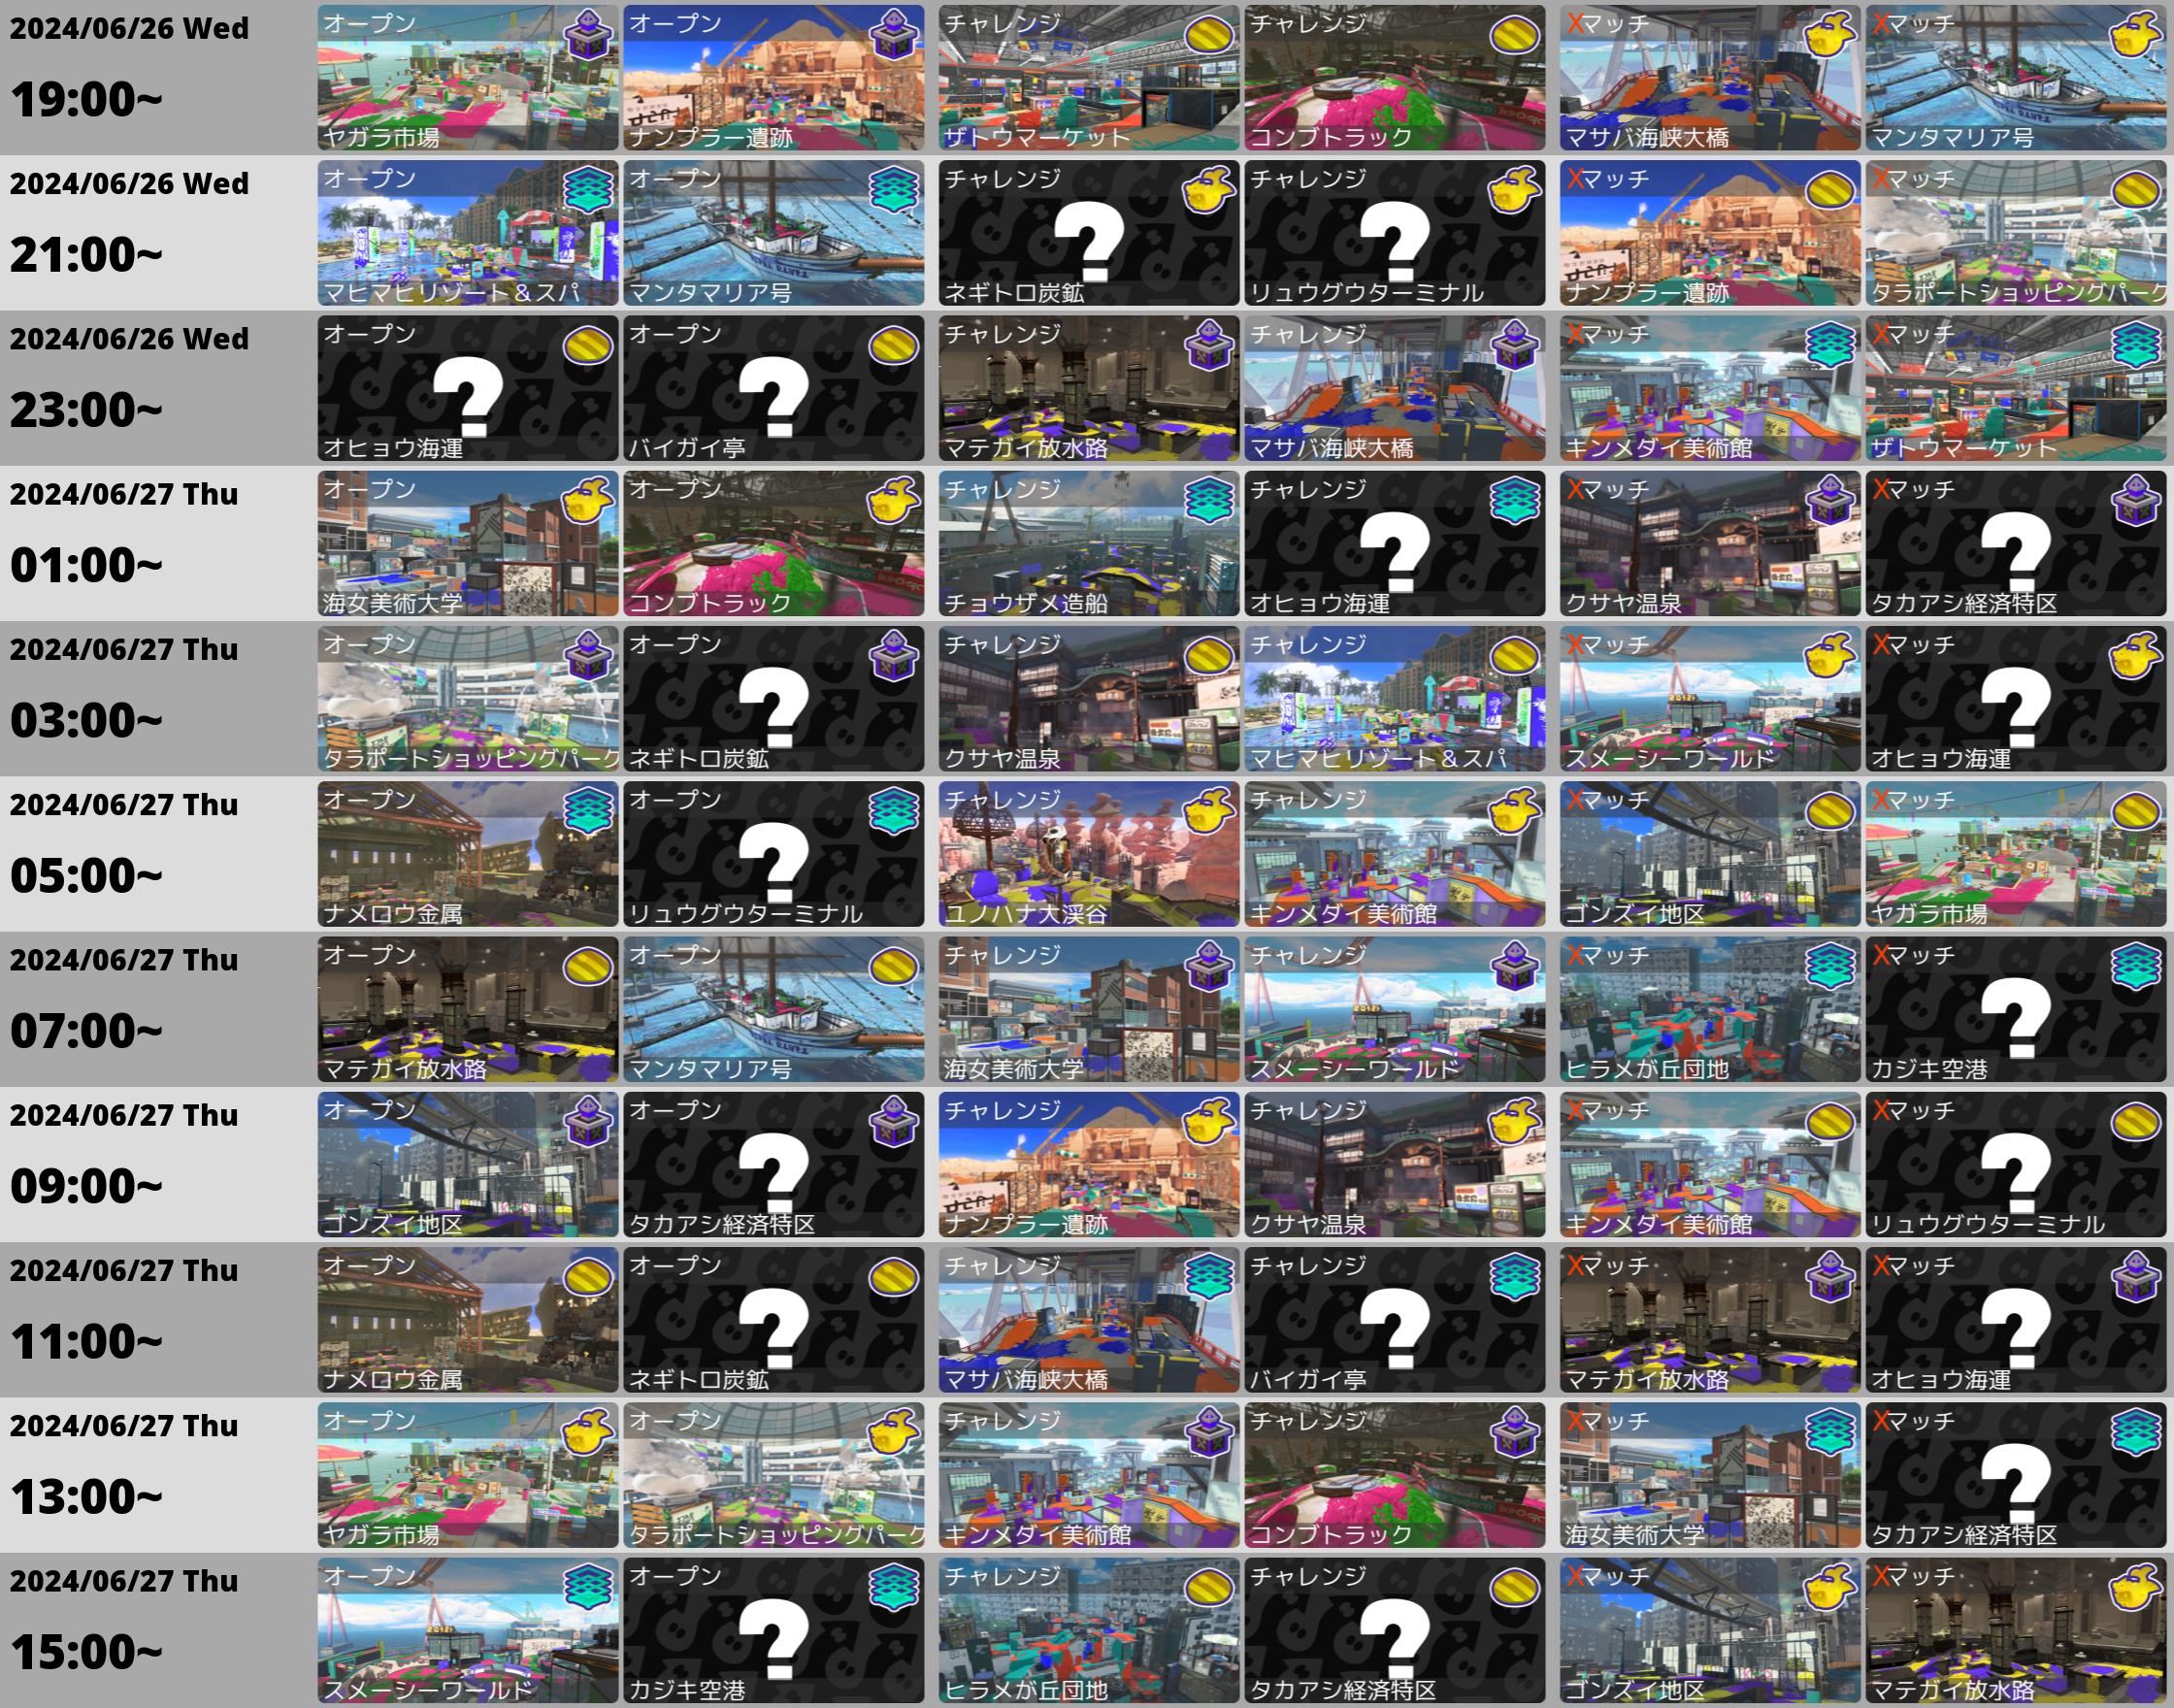 2024/06/26 Wed
19:00~
オープン
オープン
チャレンジ
チャレンジ
Xマッチ
Xマッチ
ヤガラ市場
ナンプラー遺跡
ザトウマーケット
コンブトラック
マサバ海峡大橋
マンタマリア号
2024/06/26 Wed
21:00~
オープン
オープン
チャレンジ
チャレンジ
Xマッチ
Xマッチ
?
?
マヒマヒリゾート&スパ
マンタマリア号
ネギトロ炭鉱
リュウグウターミナル
ナンプラー遺跡
タラポートショッピングパーク
2024/06/26 Wed
23:00~
オープン
オープン
チャレンジ
チャレンジ
Xマッチ
Xマッチ
?
?
オヒョウ海運
バイガイ亭
マテガイ放水路
マサバ海峡大橋
キンメダイ美術館
ザトウマーケット
2024/06/27 Thu
01:00~
オープン
オープン
チャレンジ
チャレンジ
Xマッチ
Xマッチ
?
?
海女美術大学
コンブトラック
チョウザメ造船
オヒョウ海運
クサヤ温泉
タカアシ経済特区
2024/06/27 Thu
03:00~
オープン
オープン
チャレンジ
チャレンジ
Xマッチ
Xマッチ
?
?
タラポートショッピングパーク
ネギトロ炭鉱
クサヤ温泉
マヒマヒリゾート&スパ
スメーシーワールド
オヒョウ海運
2024/06/27 Thu
05:00~
オープン
オープン
チャレンジ
チャレンジ
Xマッチ
Xマッチ
?
ナメロウ金属
リュウグウターミナル
ユノハナ大渓谷
キンメダイ美術館
ゴンズイ地区
ヤガラ市場
2024/06/27 Thu
07:00~
オープン
オープン
チャレンジ
チャレンジ
Xマッチ
Xマッチ
?
マテガイ放水路
マンタマリア号
海女美術大学
スメーシーワールド
ヒラメが丘団地
カジキ空港
2024/06/27 Thu
09:00~
オープン
オープン
チャレンジ
チャレンジ
Xマッチ
Xマッチ
?
?
ゴンズイ地区
タカアシ経済特区
ナンプラー遺跡
クサヤ温泉
キンメダイ美術館
リュウグウターミナル
2024/06/27 Thu
11:00~
オープン
オープン
チャレンジ
チャレンジ
Xマッチ
Xマッチ
?
?
?
ナメロウ金属
ネギトロ炭鉱
マサバ海峡大橋
バイガイ亭
マテガイ放水路
オヒョウ海運
2024/06/27 Thu
13:00~
オープン
オープン
チャレンジ
チャレンジ
Xマッチ
Xマッチ
?
ヤガラ市場
タラポートショッピングパーク
キンメダイ美術館
コンブトラック
海女美術大学
タカアシ経済特区
2024/06/27 Thu
15:00~
オープン
オープン
チャレンジ
チャレンジ
Xマッチ
Xマッチ
?
?
スメーシーワールド
カジキ空港
ヒラメが丘団地
タカアシ経済特区
ゴンズイ地区
マテガイ放水路